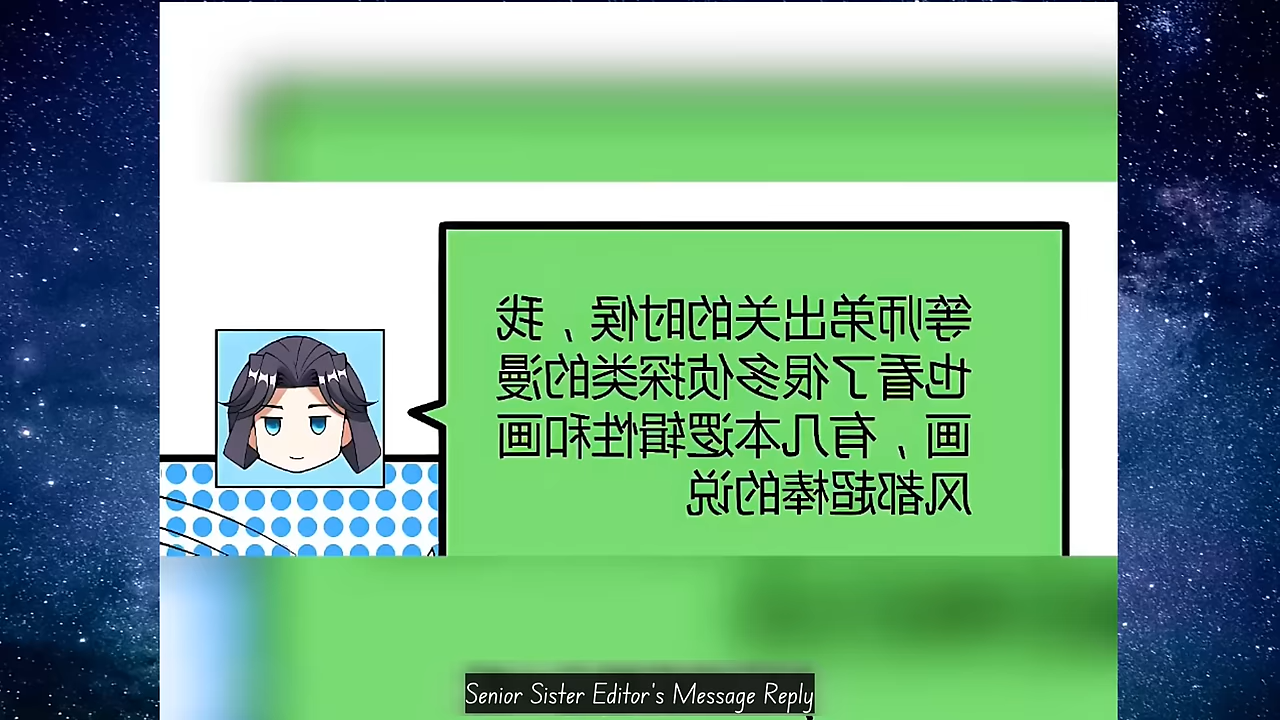 等师弟出关的时候，我
也看了很多侦探类的漫
画，有几本逻辑性和画
风都超棒的说
Senior Sister Editor's Message Reply